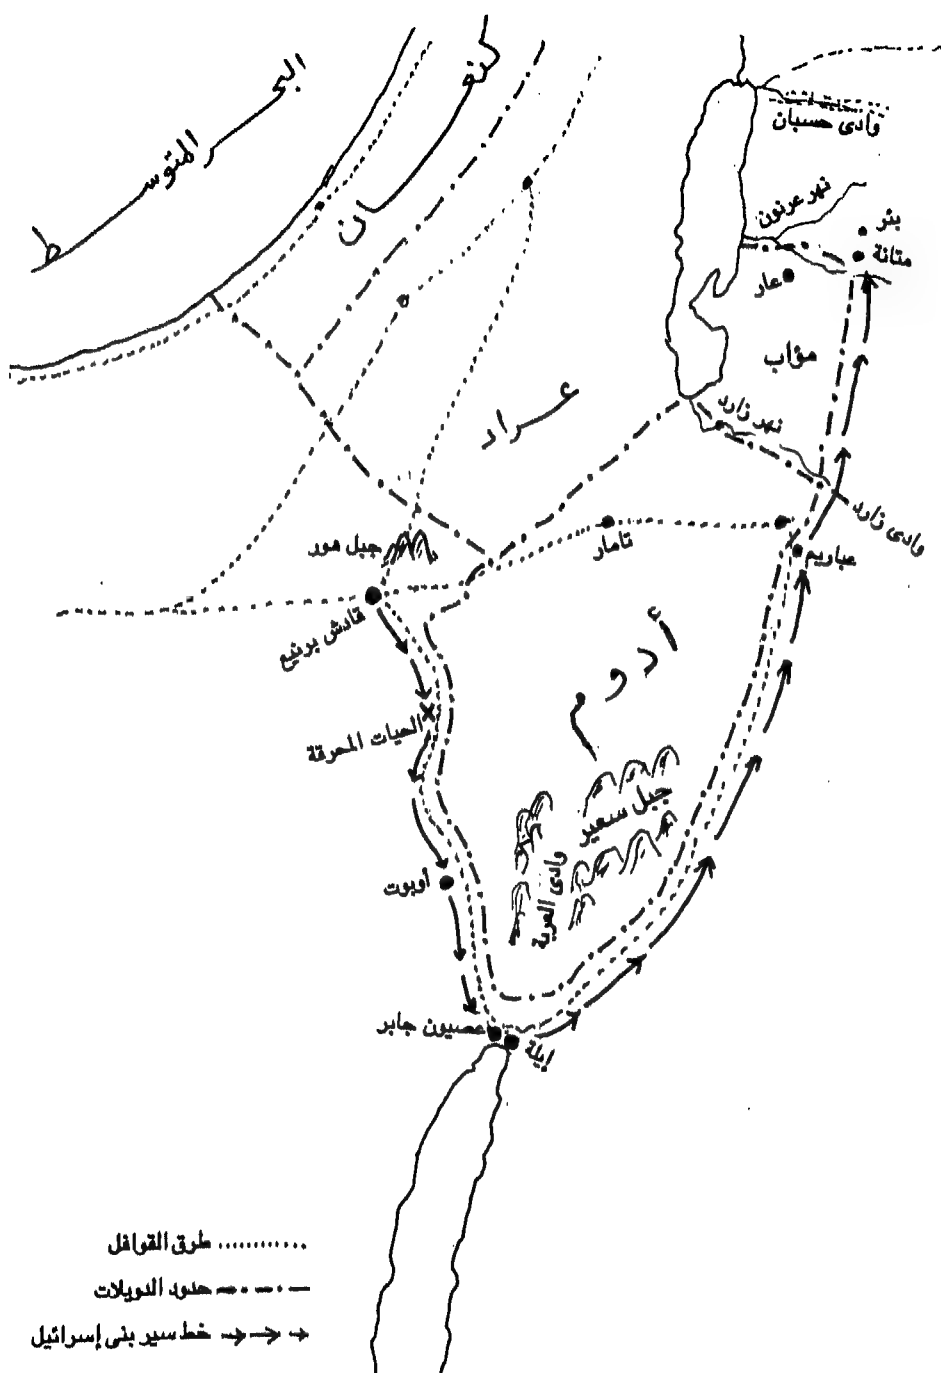 البحر المتوسط
كنعان
وادى حسبان
نهر عرنون
بئر
متانة
عار
مؤاب
نهر زارد
وادى زارد
عراد
جبل هور
تامار
عباريم
قادش برنيع
أدوم
الحيات المحرقة
جبل سعير
وادى العربة
أوبوت
عصيون جابر
إيلة
طرق القوافل
حدود الدويلات
خط سير بنى إسرائيل